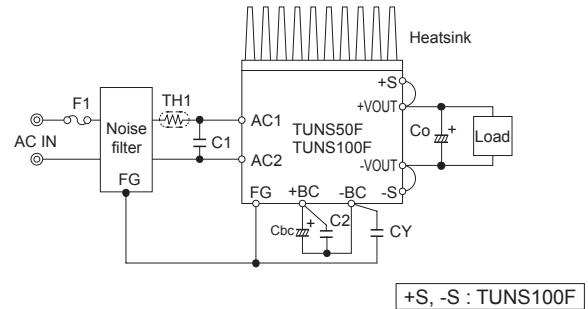 Heatsink
+S
F1
TH1
+VOUT
AC1
TUNS50F
Co
+
AC IN
Noise
filter
C1
TUNS100F
Load
AC2
-VOUT
FG
FG
+BC
-BC
-S
Cbc
+
C2
CY
+S, -S : TUNS100F